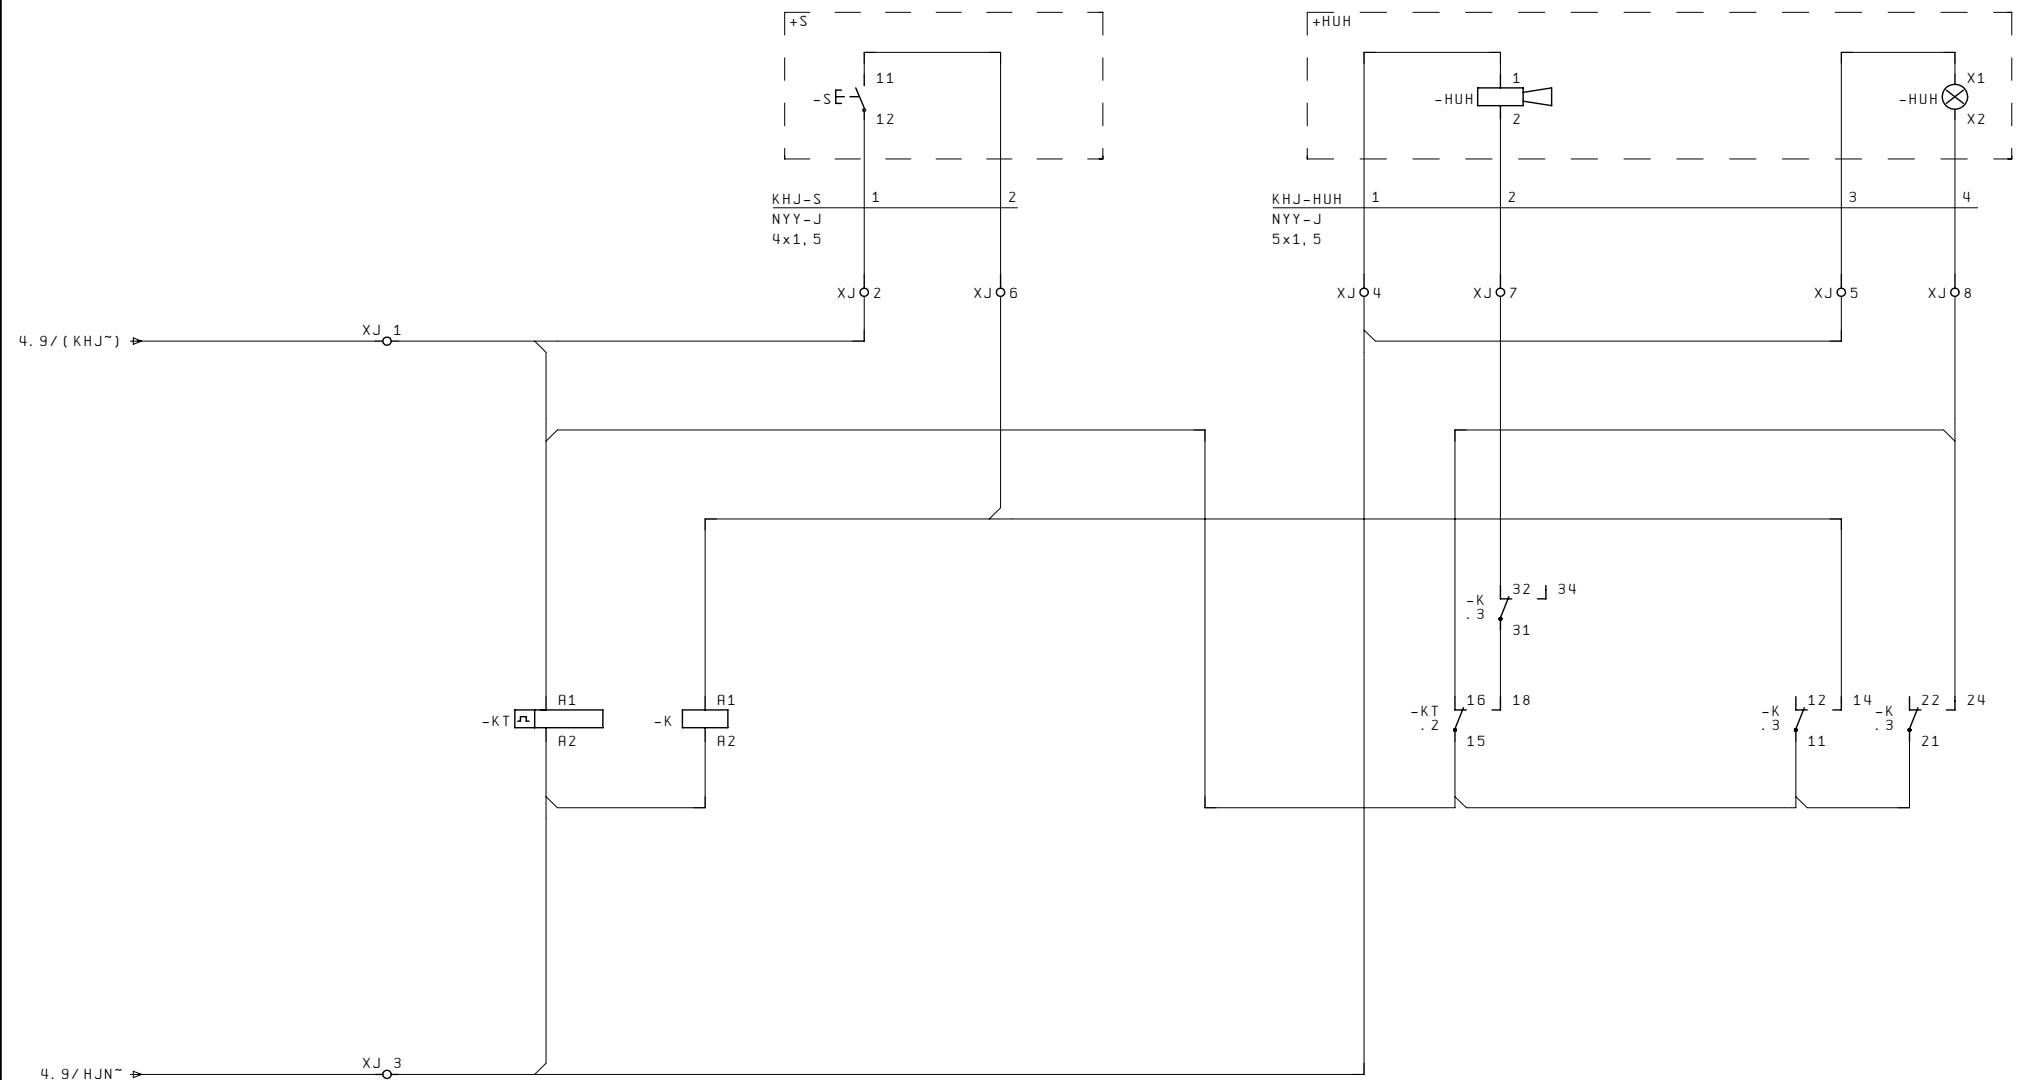 +S
+HUH
11
-S
12
1
-HUH
2
X1
-HUH
X2
KHJ-S 1 2
NYY-J
4x1,5
KHJ-HUH 1 2 3 4
NYY-J
5x1,5
XJ 2
XJ 6
XJ 4
XJ 7
XJ 5
XJ 8
4.9/(KHJ~)
XJ 1
32 34
-K
.3
31
A1
-KT
A2
A1
-K
A2
16 18
-KT
.2
15
12 14
-K
.3
11
22 24
-K
.3
21
XJ 3
4.9/HJN~